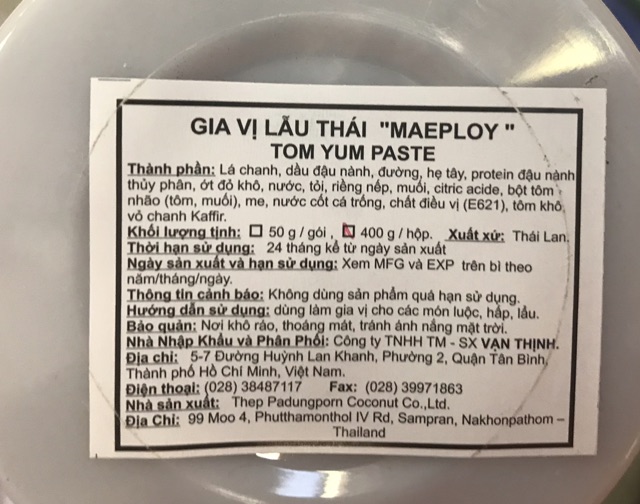 GIA VỊ LẨU THÁI "MAEPLOY"
TOM YUM PASTE
Thành phần: Lá chanh, dầu đậu nành, đường, hẹ tây, protein đậu nành
thủy phân, ớt đỏ khô, nước, tỏi, riềng nếp, muối, citric acide, bột tôm
nhão (tôm, muối), me, nước cốt cá trống, chất điều vị (E621), tôm khô
vỏ chanh Kaffir.
Khối lượng tịnh: ☐ 50 g / gói , ☒ 400 g / hộp. Xuất xứ: Thái Lan.
Thời hạn sử dụng: 24 tháng kể từ ngày sản xuất
Ngày sản xuất và hạn sử dụng: Xem MFG và EXP trên bì theo
năm/tháng/ngày.
Thông tin cảnh báo: Không dùng sản phẩm quá hạn sử dụng.
Hướng dẫn sử dụng: dùng làm gia vị cho các món luộc, hấp, lẩu.
Bảo quản: Nơi khô ráo, thoáng mát, tránh ánh nắng mặt trời.
Nhà Nhập Khẩu và Phân Phối: Công ty TNHH TM - SX VẠN THỊNH.
Địa chỉ: 5-7 Đường Huỳnh Lan Khanh, Phường 2, Quận Tân Bình,
Thành phố Hồ Chí Minh, Việt Nam.
Điện thoại: (028) 38487117 Fax: (028) 39971863
Nhà sản xuất: Thep Padungporn Coconut Co.,Ltd.
Địa Chỉ: 99 Moo 4, Phutthamonthol IV Rd, Sampran, Nakhonpathom –
Thailand